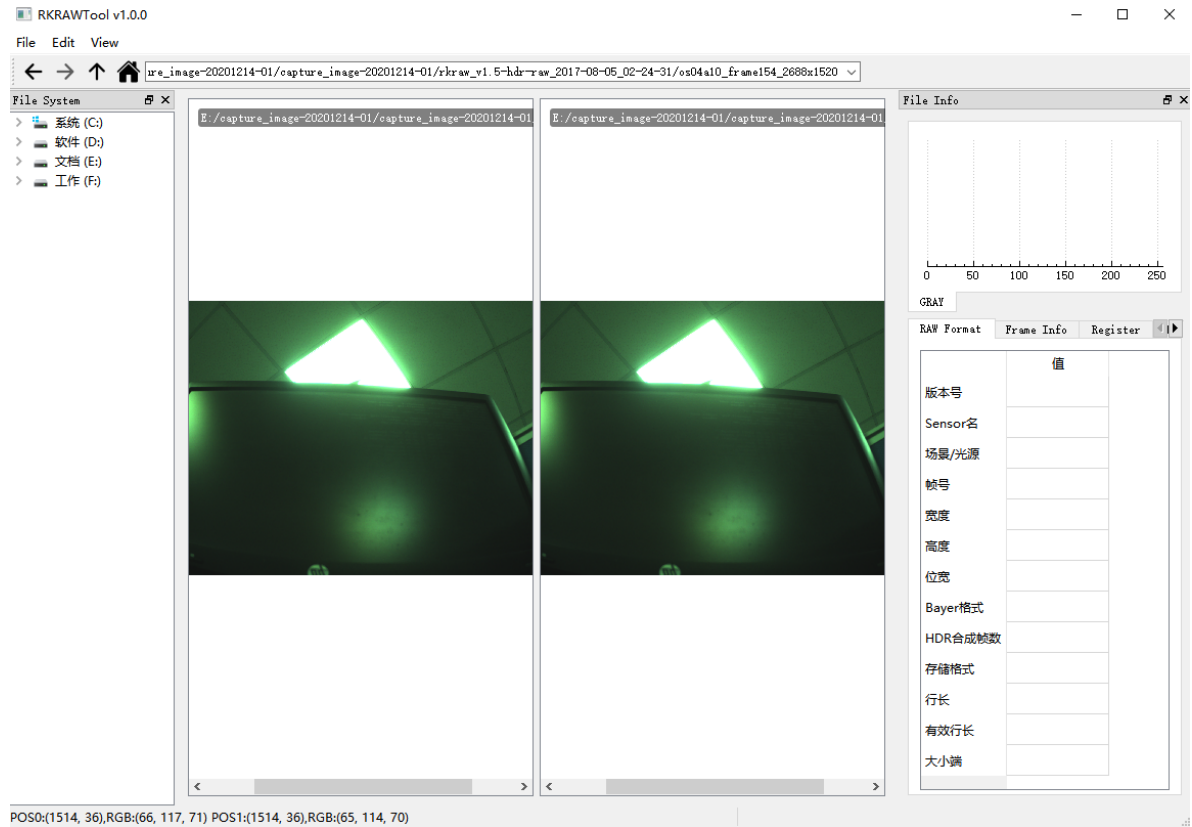 RKRAWTool v1.0.0
File Edit View
ure_image-20201214-01/capture_image-20201214-01/rkraw_v1.5-hdr-raw_2017-08-05_02-24-31/os04a10_frame154_2688x1520
File System
系统 (C:)
软件 (D:)
文档 (E:)
工作 (F:)
E:/capture_image-20201214-01/capture_image-20201214-01
E:/capture_image-20201214-01/capture_image-20201214-01
File Info
0 50 100 150 200 250
GRAY
RAW Format Frame Info Register
值
版本号
Sensor名
场景/光源
帧号
宽度
高度
位宽
Bayer格式
HDR合成帧数
存储格式
行长
有效行长
大小端
POS0:(1514, 36),RGB:(66, 117, 71) POS1:(1514, 36),RGB:(65, 114, 70)